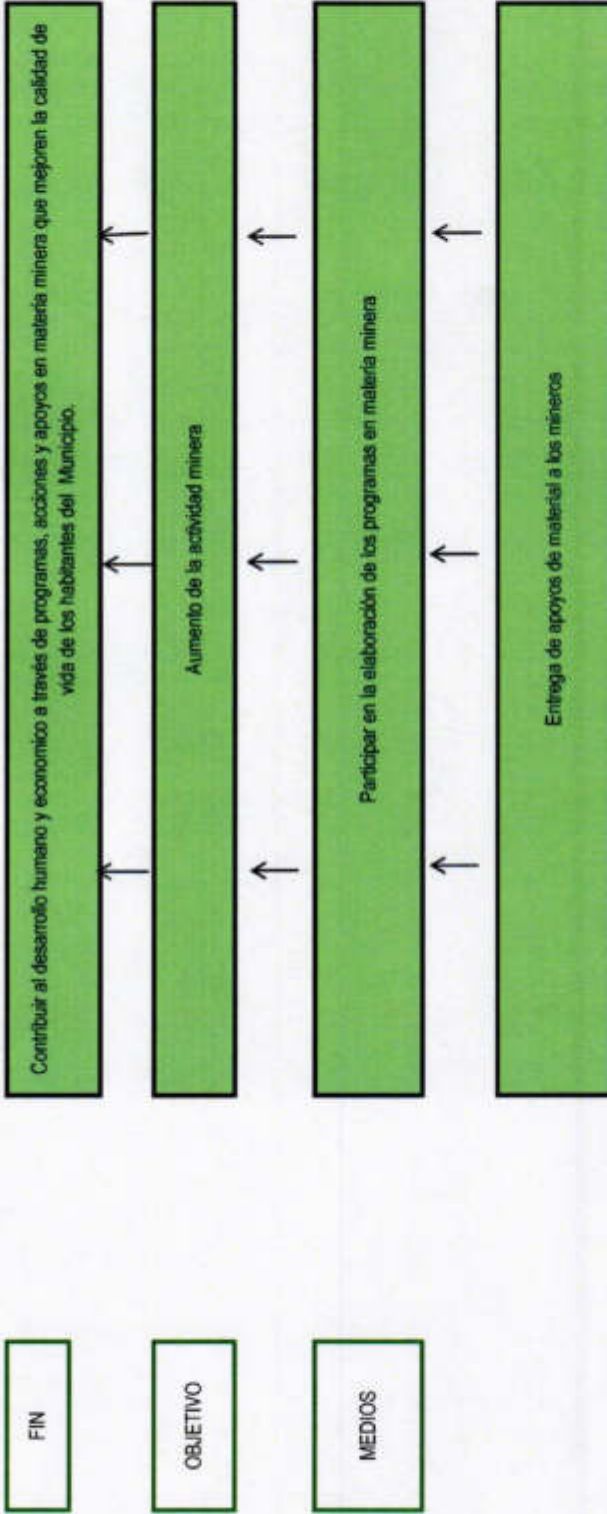 FIN
Contribuir al desarrollo humano y economico a través de programas, acciones y apoyos en materia minera que mejoren la calidad de
vida de los habitantes del Municipio.
OBJETIVO
Aumento de la actividad minera
MEDIOS
Participar en la elaboración de los programas en materia minera
Entrega de apoyos de material a los mineros